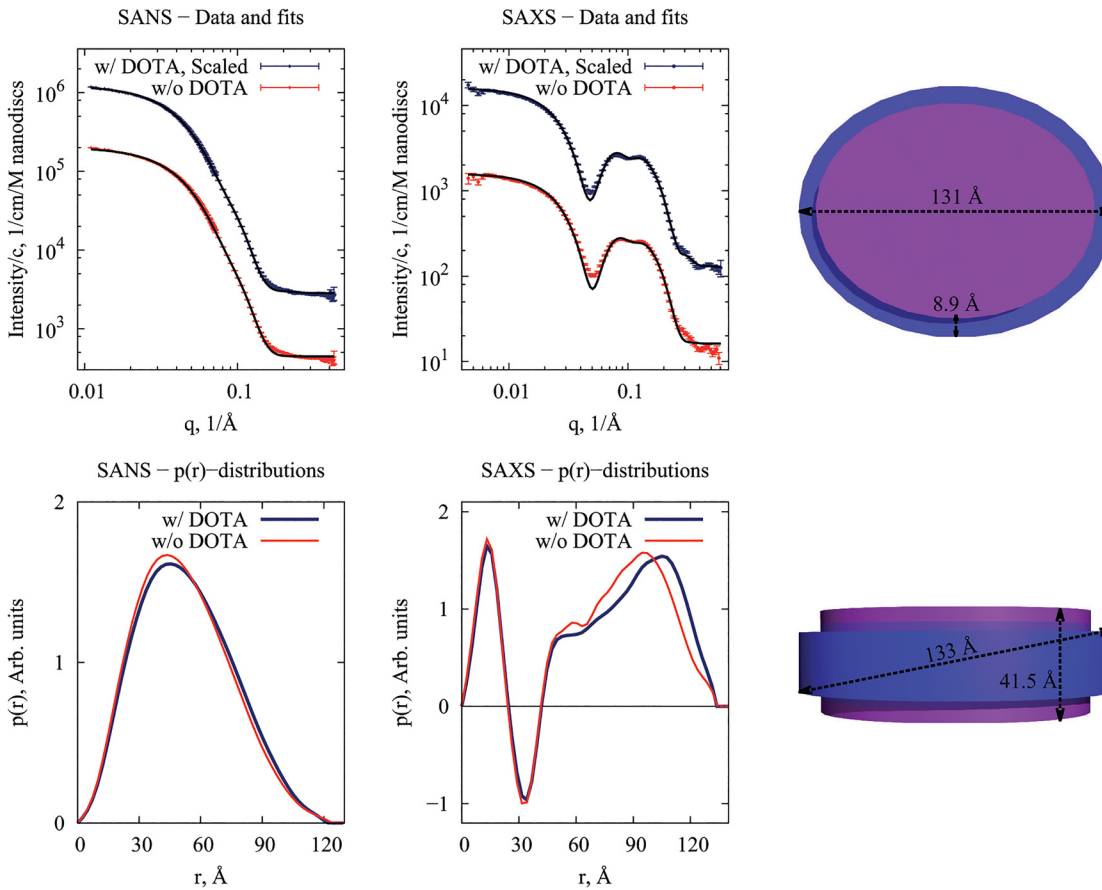 SANS – Data and fits
w/ DOTA, Scaled
w/o DOTA
Intensity/c, 1/cm/M nanodiscs
10^6
10^5
10^4
10^3
0.01
0.1
q, 1/Å
SAXS – Data and fits
w/ DOTA, Scaled
w/o DOTA
Intensity/c, 1/cm/M nanodiscs
10^4
10^3
10^2
10^1
0.01
0.1
q, 1/Å
131 Å
8.9 Å
SANS – p(r)–distributions
w/ DOTA
w/o DOTA
p(r), Arb. units
2
1
0
0
30
60
90
120
r, Å
SAXS – p(r)–distributions
w/ DOTA
w/o DOTA
p(r), Arb. units
2
1
0
−1
0
30
60
90
120
r, Å
133 Å
41.5 Å